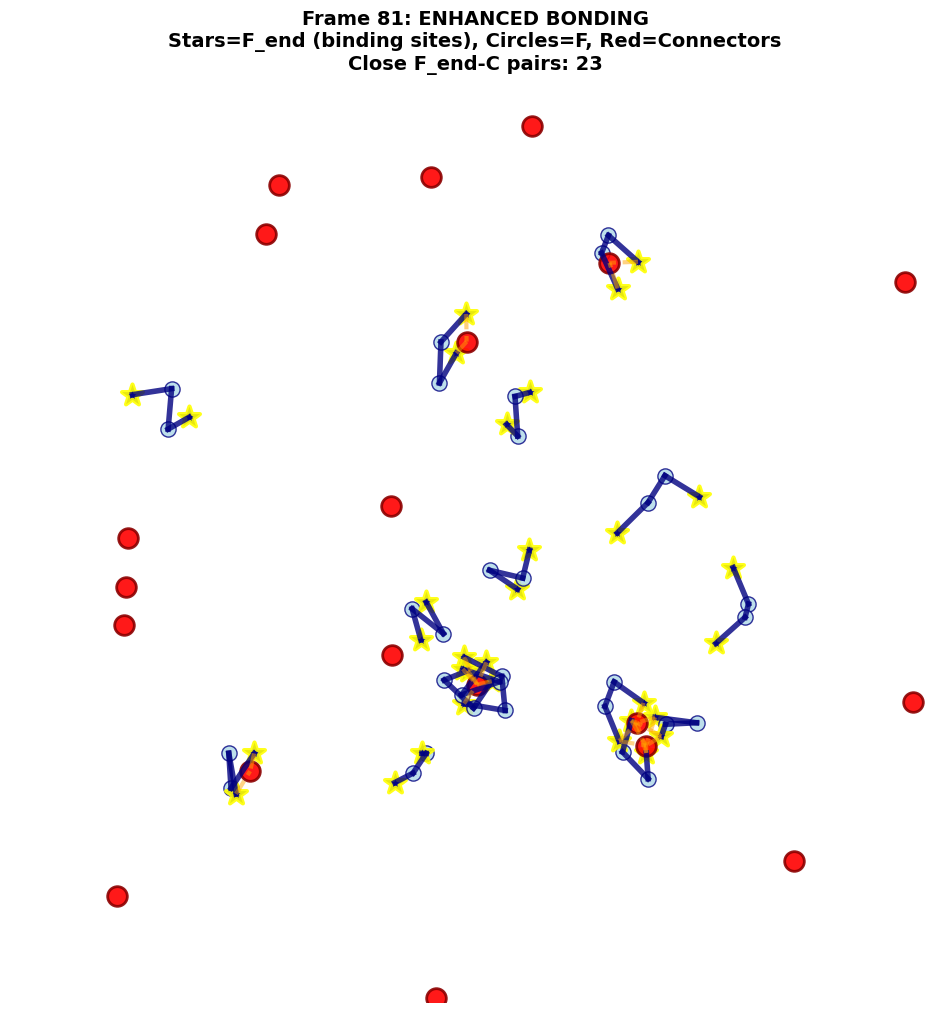 Frame 81: ENHANCED BONDING
Stars=F_end (binding sites), Circles=F, Red=Connectors
Close F_end-C pairs: 23